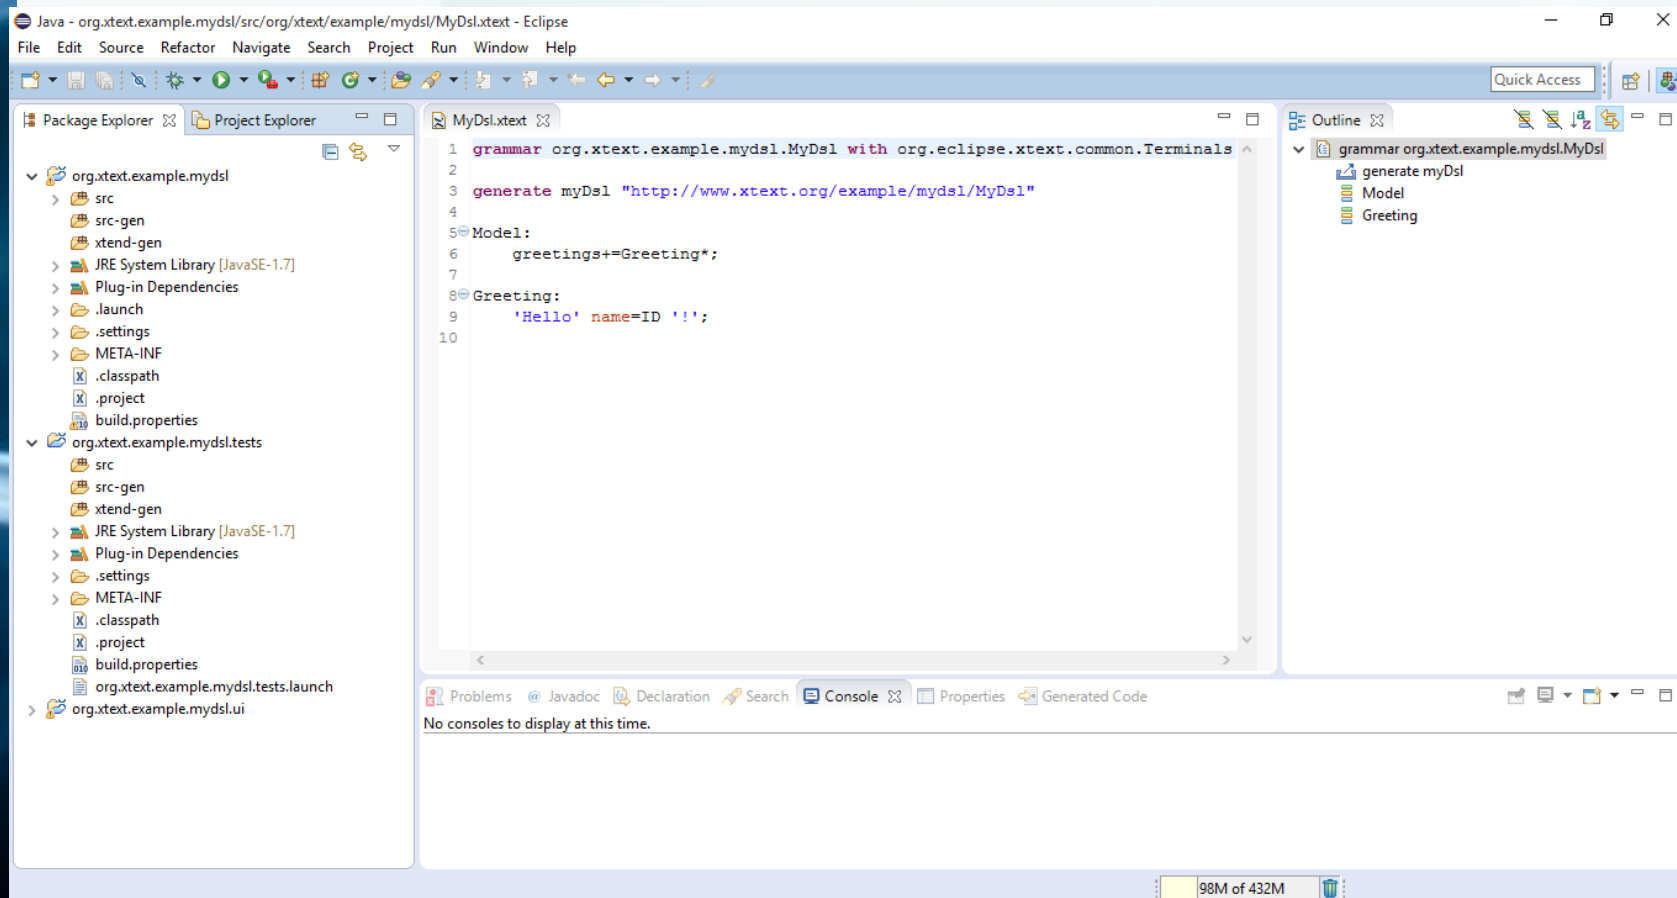 Java - org.xtext.example.mydsl/src/org/xtext/example/mydsl/MyDsl.xtext - Eclipse
File Edit Source Refactor Navigate Search Project Run Window Help
Quick Access
Package Explorer Project Explorer
org.xtext.example.mydsl
src
src-gen
xtend-gen
JRE System Library [JavaSE-1.7]
Plug-in Dependencies
.launch
.settings
META-INF
.classpath
.project
build.properties
org.xtext.example.mydsl.tests
src
src-gen
xtend-gen
JRE System Library [JavaSE-1.7]
Plug-in Dependencies
.settings
META-INF
.classpath
.project
build.properties
org.xtext.example.mydsl.tests.launch
org.xtext.example.mydsl.ui
MyDsl.xtext
1 grammar org.xtext.example.mydsl.MyDsl with org.eclipse.xtext.common.Terminals
2
3 generate myDsl "http://www.xtext.org/example/mydsl/MyDsl"
4
5 Model:
6 greetings+=Greeting*;
7
8 Greeting:
9 'Hello' name=ID '!';
10
Outline
grammar org.xtext.example.mydsl.MyDsl
generate myDsl
Model
Greeting
Problems @ Javadoc Declaration Search Console Properties Generated Code
No consoles to display at this time.
98M of 432M